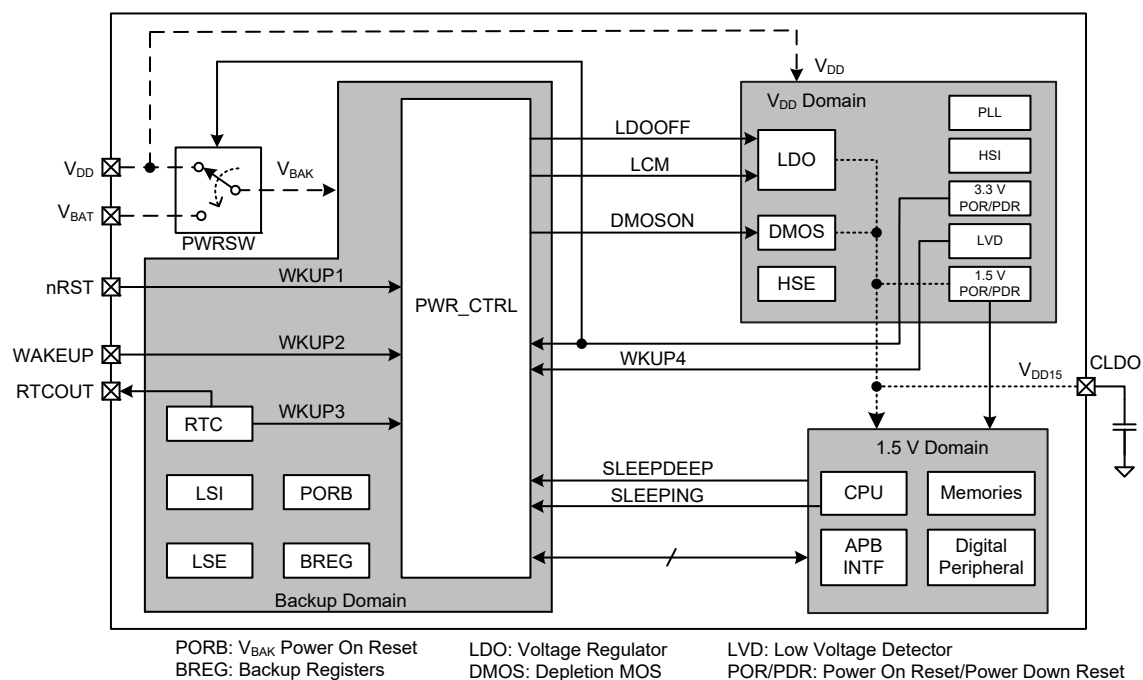 VDD
VDD Domain
PLL
LDOOFF
LDO
HSI
VDD
VBAK
LCM
3.3 V
POR/PDR
VBAT
PWRSW
DMOSON
DMOS
LVD
nRST
WKUP1
PWR_CTRL
HSE
1.5 V
POR/PDR
WAKEUP
WKUP2
WKUP4
RTCOUT
VDD15
CLDO
RTC
WKUP3
1.5 V Domain
LSI
PORB
SLEEPDEEP
SLEEPING
CPU
Memories
LSE
BREG
APB
INTF
Digital
Peripheral
Backup Domain
PORB: VBAK Power On Reset
LDO: Voltage Regulator
LVD: Low Voltage Detector
BREG: Backup Registers
DMOS: Depletion MOS
POR/PDR: Power On Reset/Power Down Reset